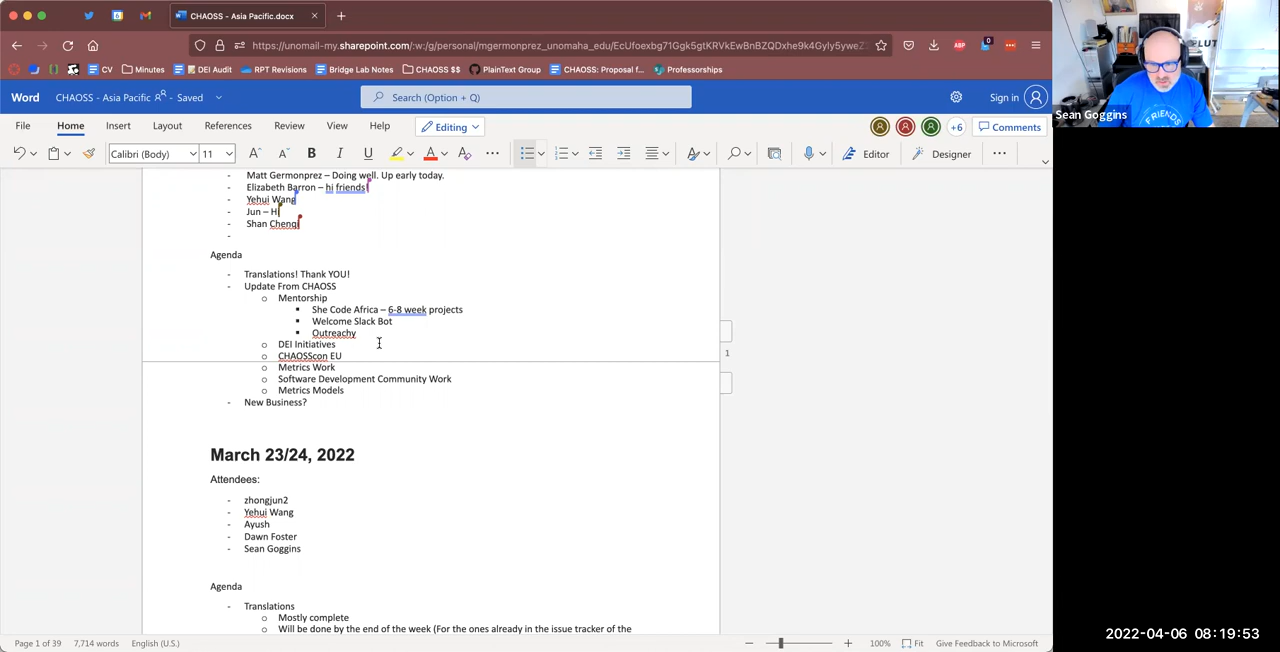 CHAOSS - Asia Pacific.docx
https://unomah-my.sharepoint.com/:w:/g/personal/mgermonprez_unomaha_edu/EcUfoexbg71Ggk5gtKRVkEwBnBZQDxhe9k4Gyly5yweZ
CV Minutes DEI Audit RPT Revisions Bridge Lab Notes CHAOSS $$ PlainText Group CHAOSS: Proposal f... Professorships
Word CHAOSS - Asia Pacific - Saved Search (Option + Q) Sign in
Sean Goggins
File Home Insert Layout References Review View Help Editing +6 Comments
Calibri (Body) 11 B I U A Editor Designer
- Matt Germonprez – Doing well. Up early today.
- Elizabeth Barron – hi friends!
- Yehui Wang
- Jun – Hi
- Shan Chenqi
-
Agenda
- Translations! Thank YOU!
- Update From CHAOSS
o Mentorship
▪ She Code Africa – 6-8 week projects
▪ Welcome Slack Bot
▪ Outreachy
o DEI Initiatives
o CHAOSScon EU
1
o Metrics Work
o Software Development Community Work
o Metrics Models
- New Business?
March 23/24, 2022
Attendees:
- zhongjun2
- Yehui Wang
- Ayush
- Dawn Foster
- Sean Goggins
Agenda
- Translations
o Mostly complete
o Will be done by the end of the week (For the ones already in the issue tracker of the
Page 1 of 39 7,714 words English (U.S.) 100% Fit Give Feedback to Microsoft
2022-04-06 08:19:53